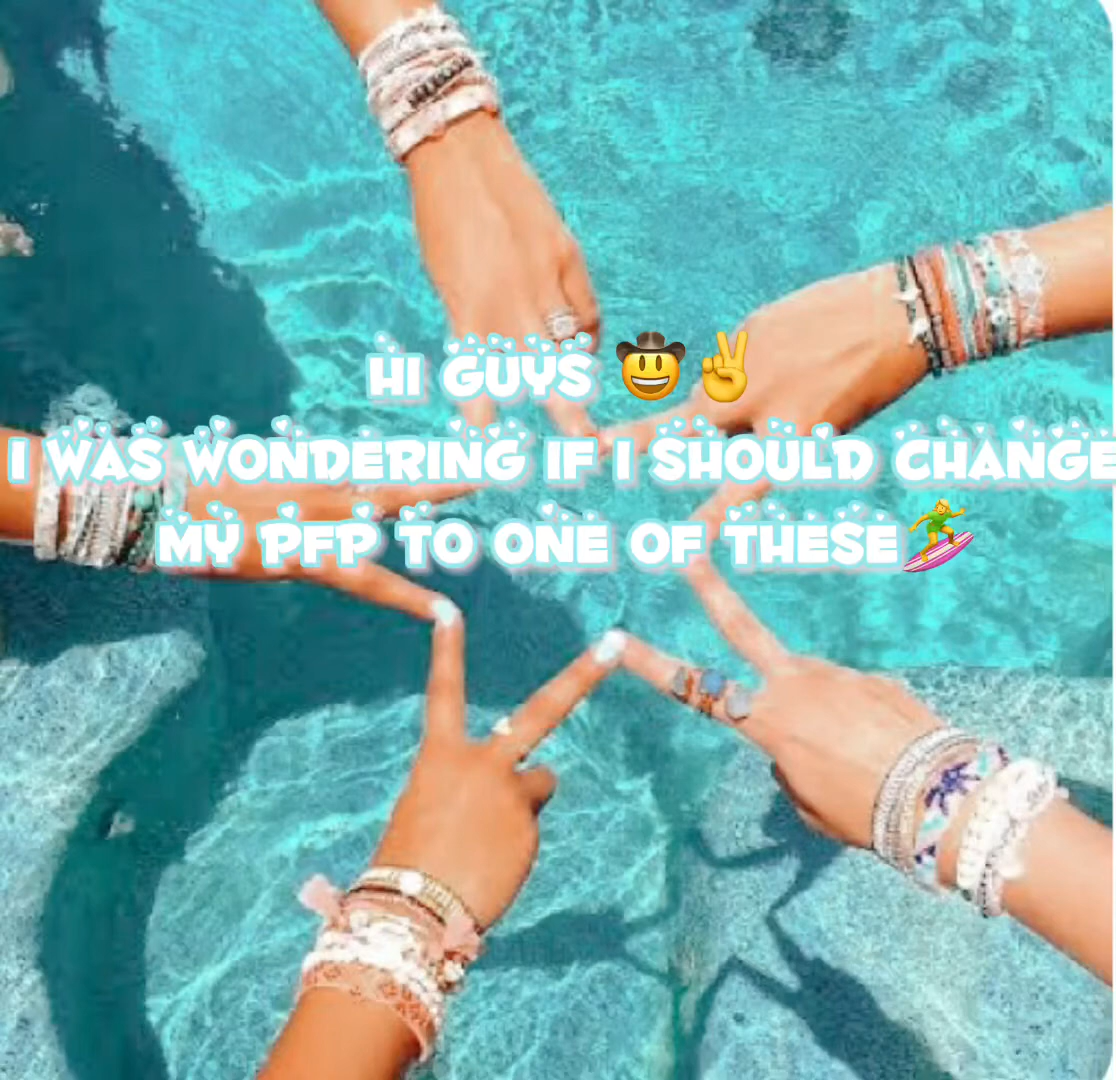 HI GUYS 🤠✌️
I WAS WONDERING IF I SHOULD CHANGE
MY PFP TO ONE OF THESE🏄